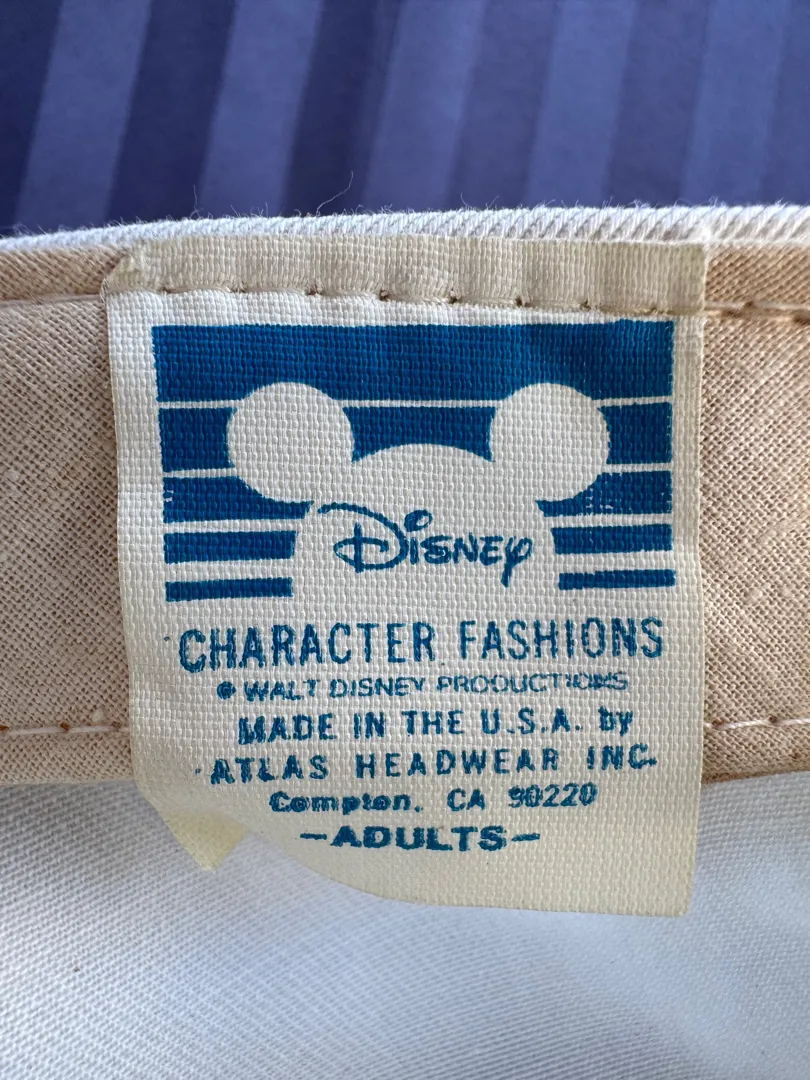 Disney
CHARACTER FASHIONS
© WALT DISNEY PRODUCTIONS
MADE IN THE U.S.A. by
ATLAS HEADWEAR INC.
Compton, CA 90220
-ADULTS-